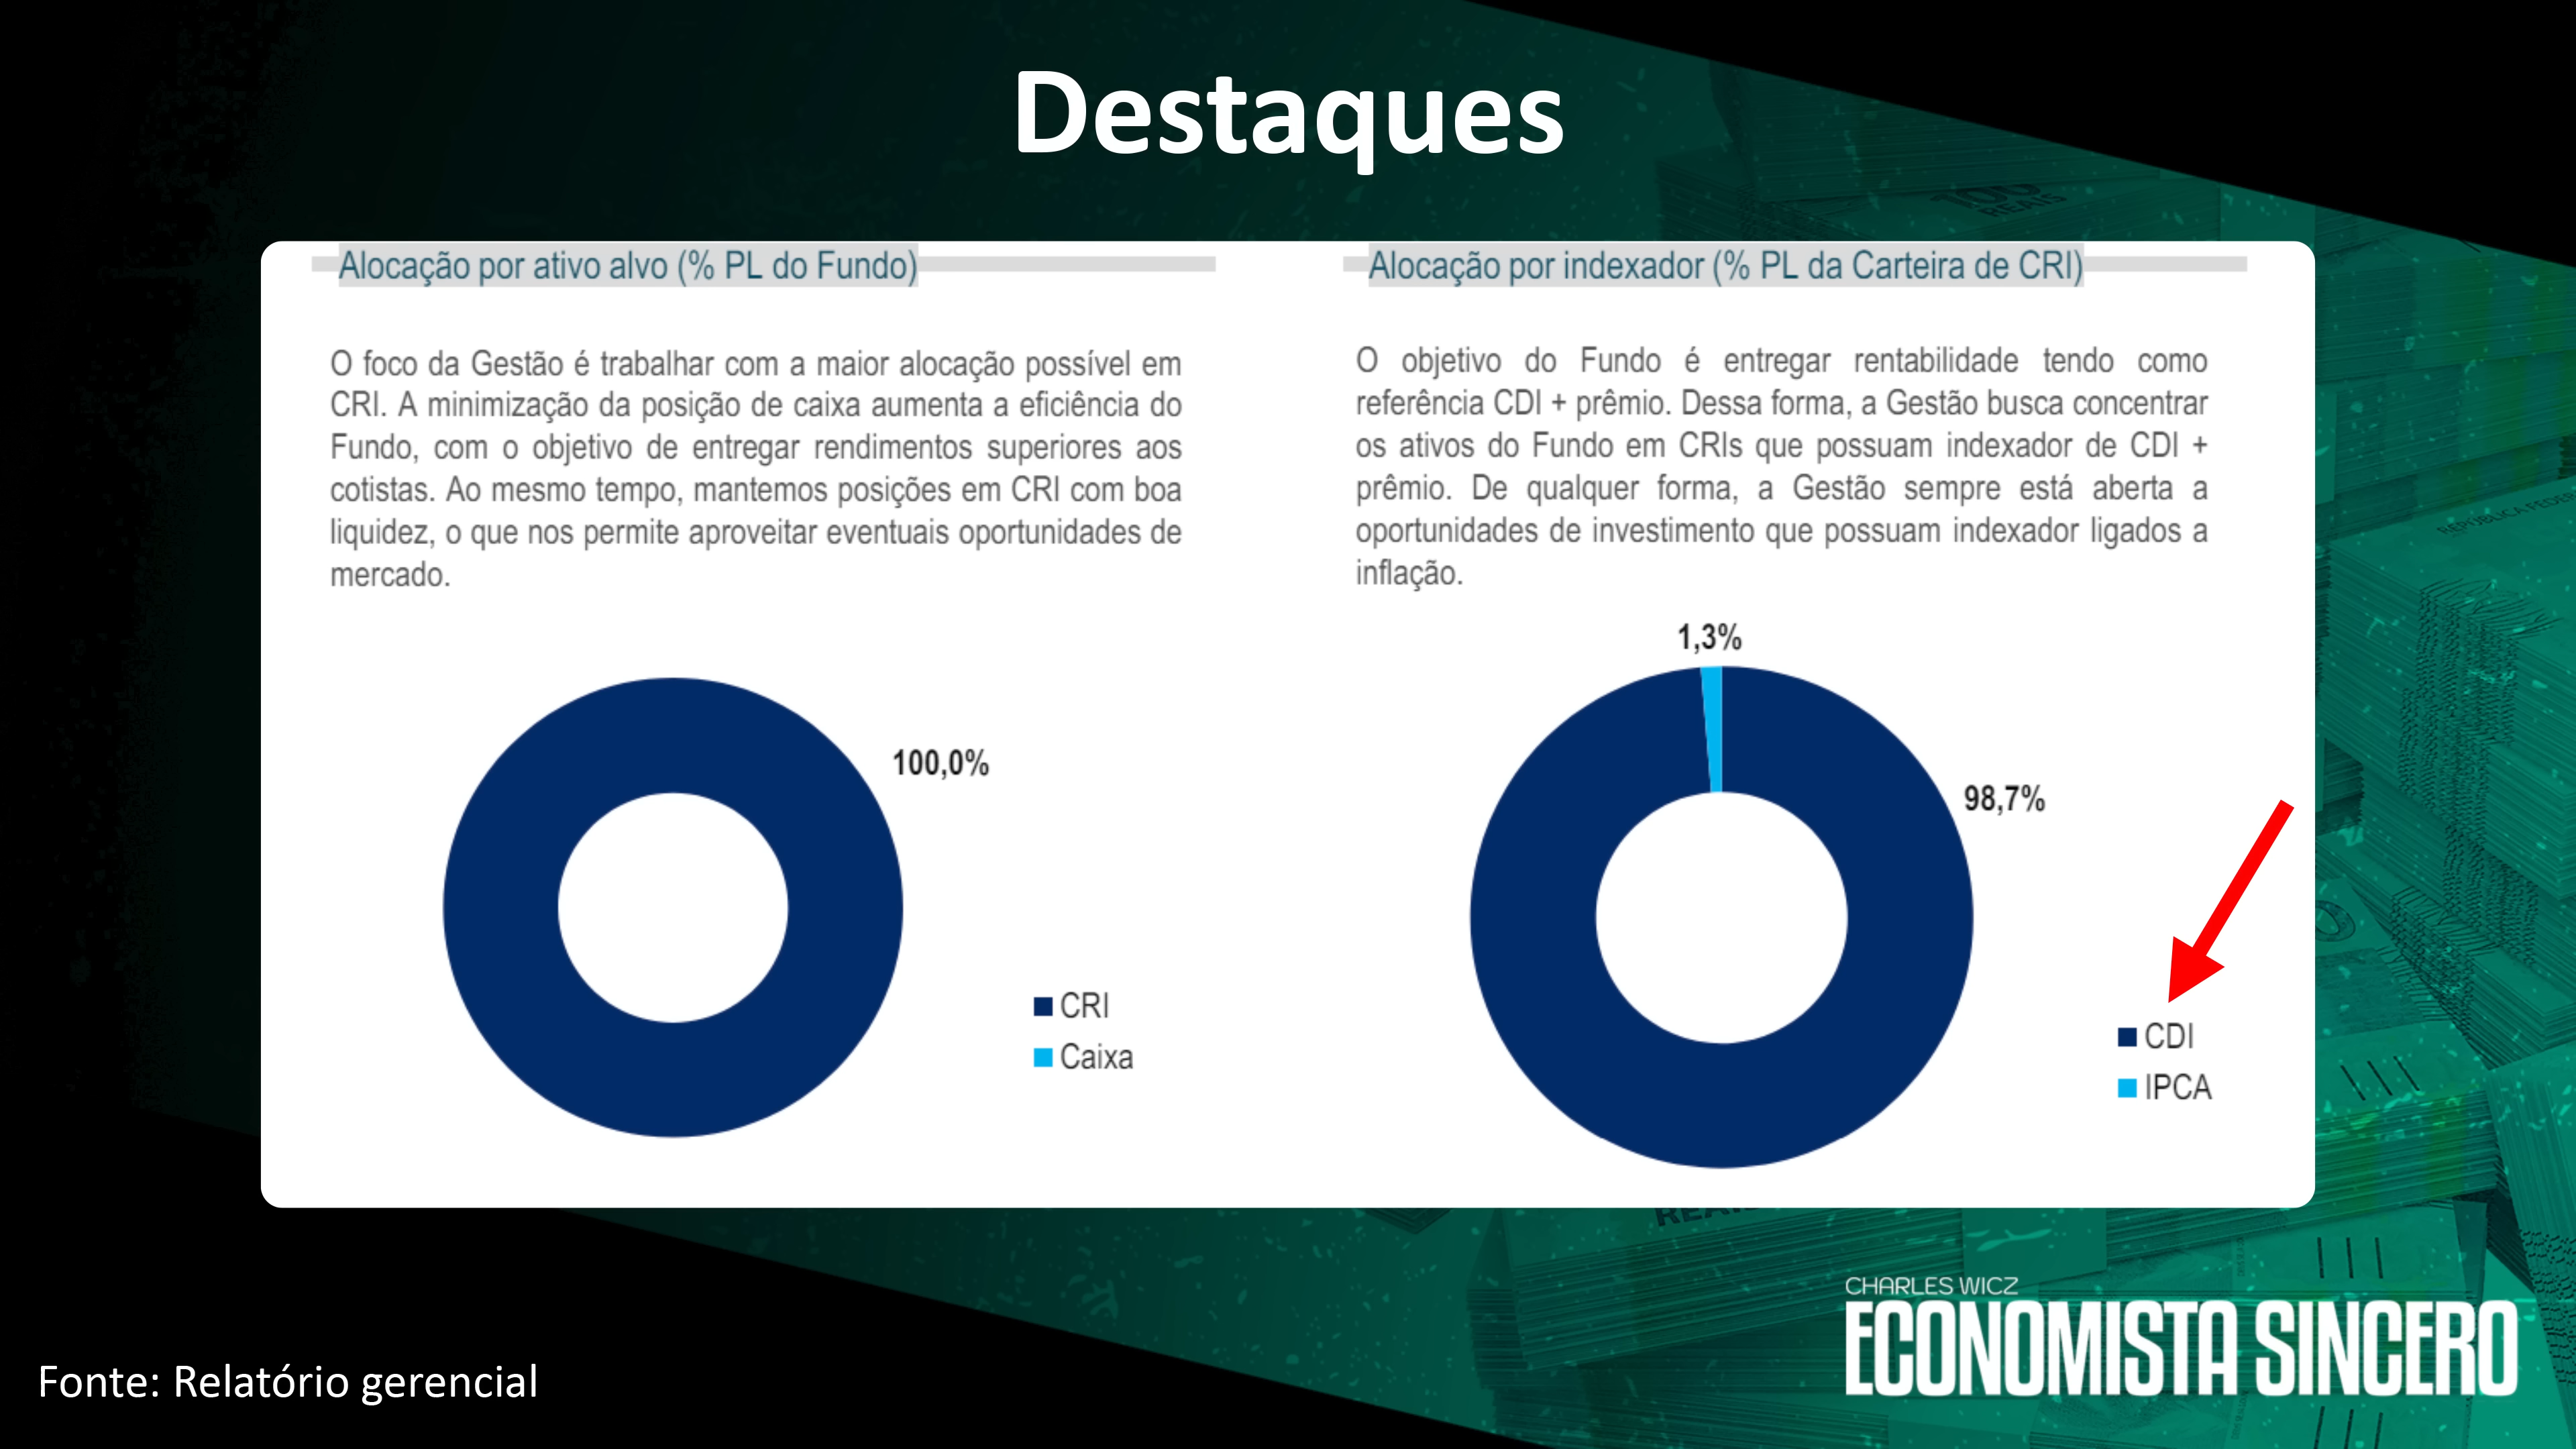 Destaques
Alocação por ativo alvo (% PL do Fundo)
O foco da Gestão é trabalhar com a maior alocação possível em
CRI. A minimização da posição de caixa aumenta a eficiência do
Fundo, com o objetivo de entregar rendimentos superiores aos
cotistas. Ao mesmo tempo, mantemos posições em CRI com boa
liquidez, o que nos permite aproveitar eventuais oportunidades de
mercado.
100,0%
CRI
Caixa
Alocação por indexador (% PL da Carteira de CRI)
O objetivo do Fundo é entregar rentabilidade tendo como
referência CDI + prêmio. Dessa forma, a Gestão busca concentrar
os ativos do Fundo em CRIs que possuam indexador de CDI +
prêmio. De qualquer forma, a Gestão sempre está aberta a
oportunidades de investimento que possuam indexador ligados a
inflação.
1,3%
98,7%
CDI
IPCA
100
REAIS
Fonte: Relatório gerencial
CHARLES WICZ
ECONOMISTA SINCERO